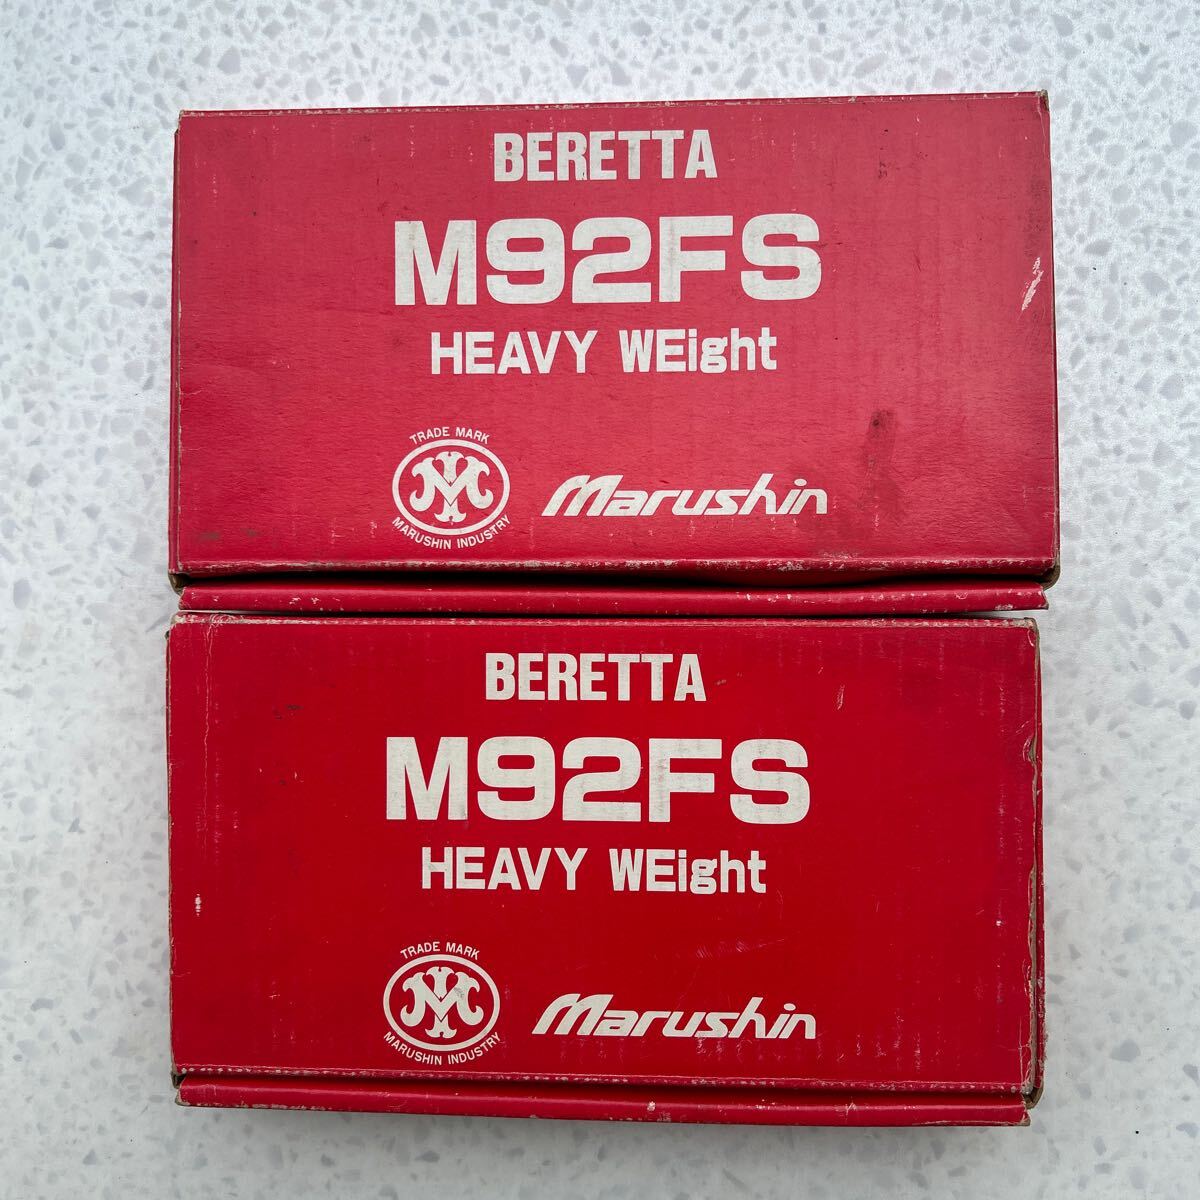 BERETTA
M92FS
HEAVY WEight
TRADE MARK
MARUSHIN INDUSTRY
Marushin
BERETTA
M92FS
HEAVY WEight
TRADE MARK
MARUSHIN INDUSTRY
Marushin